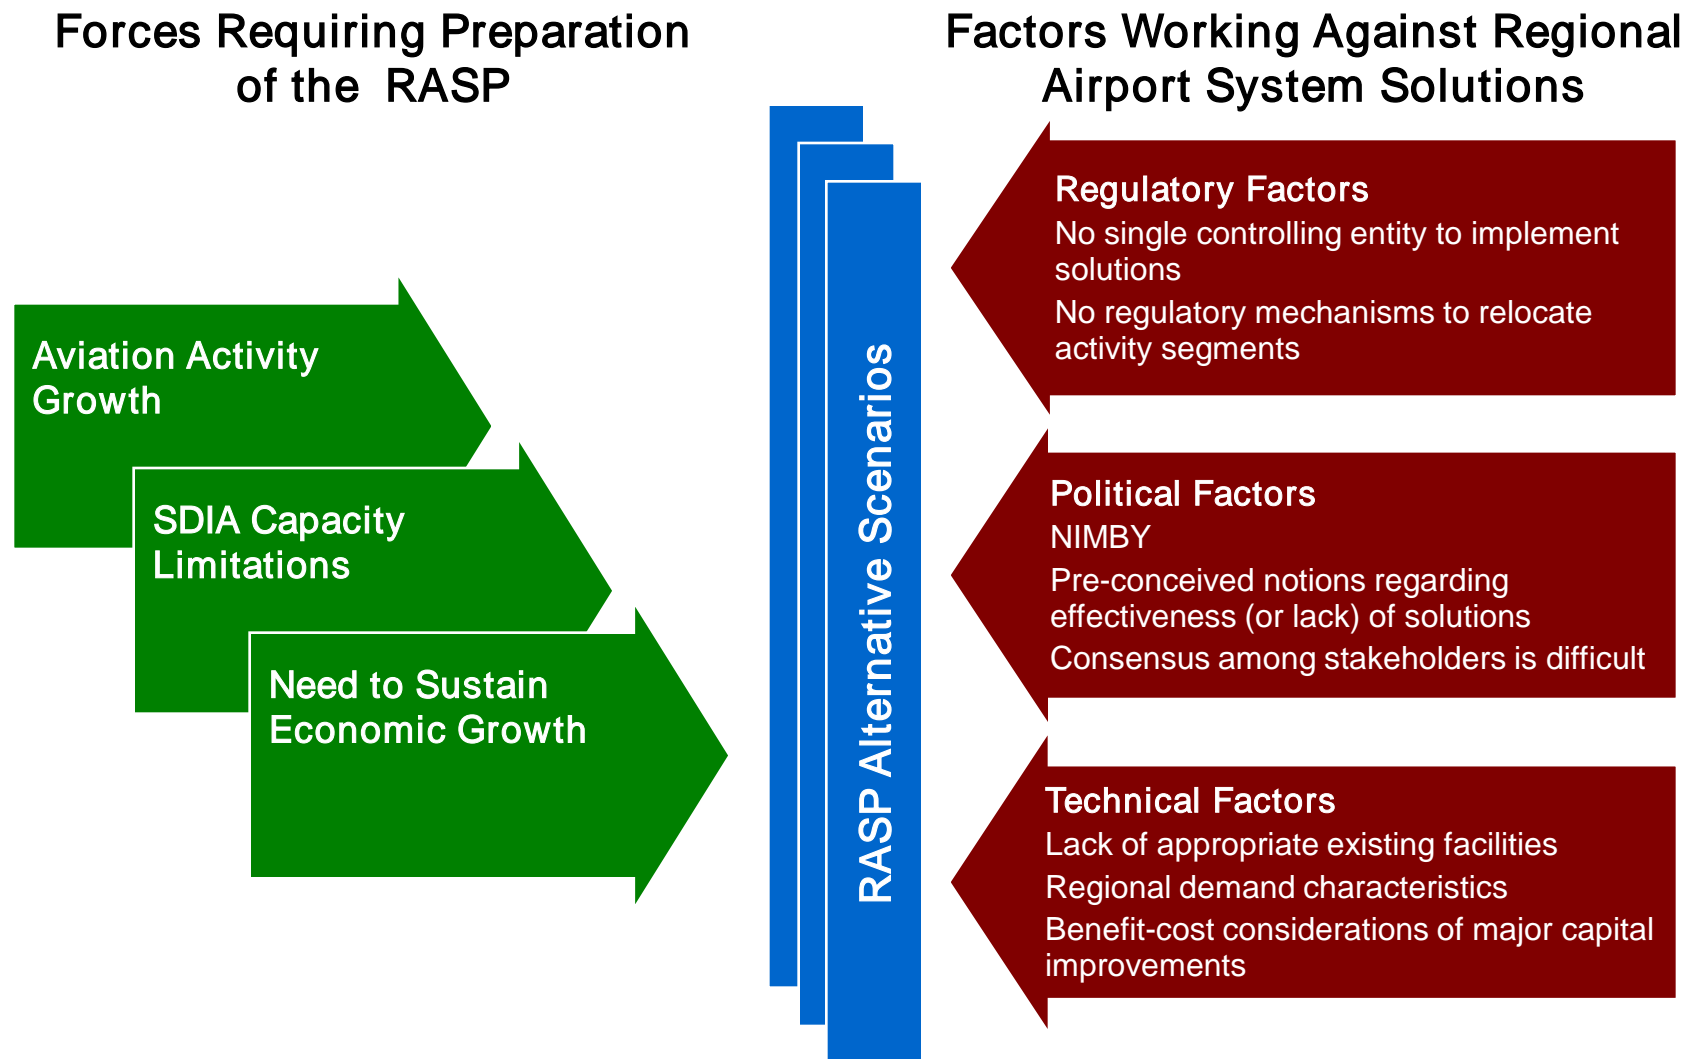 Forces Requiring Preparation
of the RASP
Aviation Activity
Growth
SDIA Capacity
Limitations
Need to Sustain
Economic Growth
RASP Alternative Scenarios
Factors Working Against Regional
Airport System Solutions
Regulatory Factors
No single controlling entity to implement
solutions
No regulatory mechanisms to relocate
activity segments
Political Factors
NIMBY
Pre-conceived notions regarding
effectiveness (or lack) of solutions
Consensus among stakeholders is difficult
Technical Factors
Lack of appropriate existing facilities
Regional demand characteristics
Benefit-cost considerations of major capital
improvements